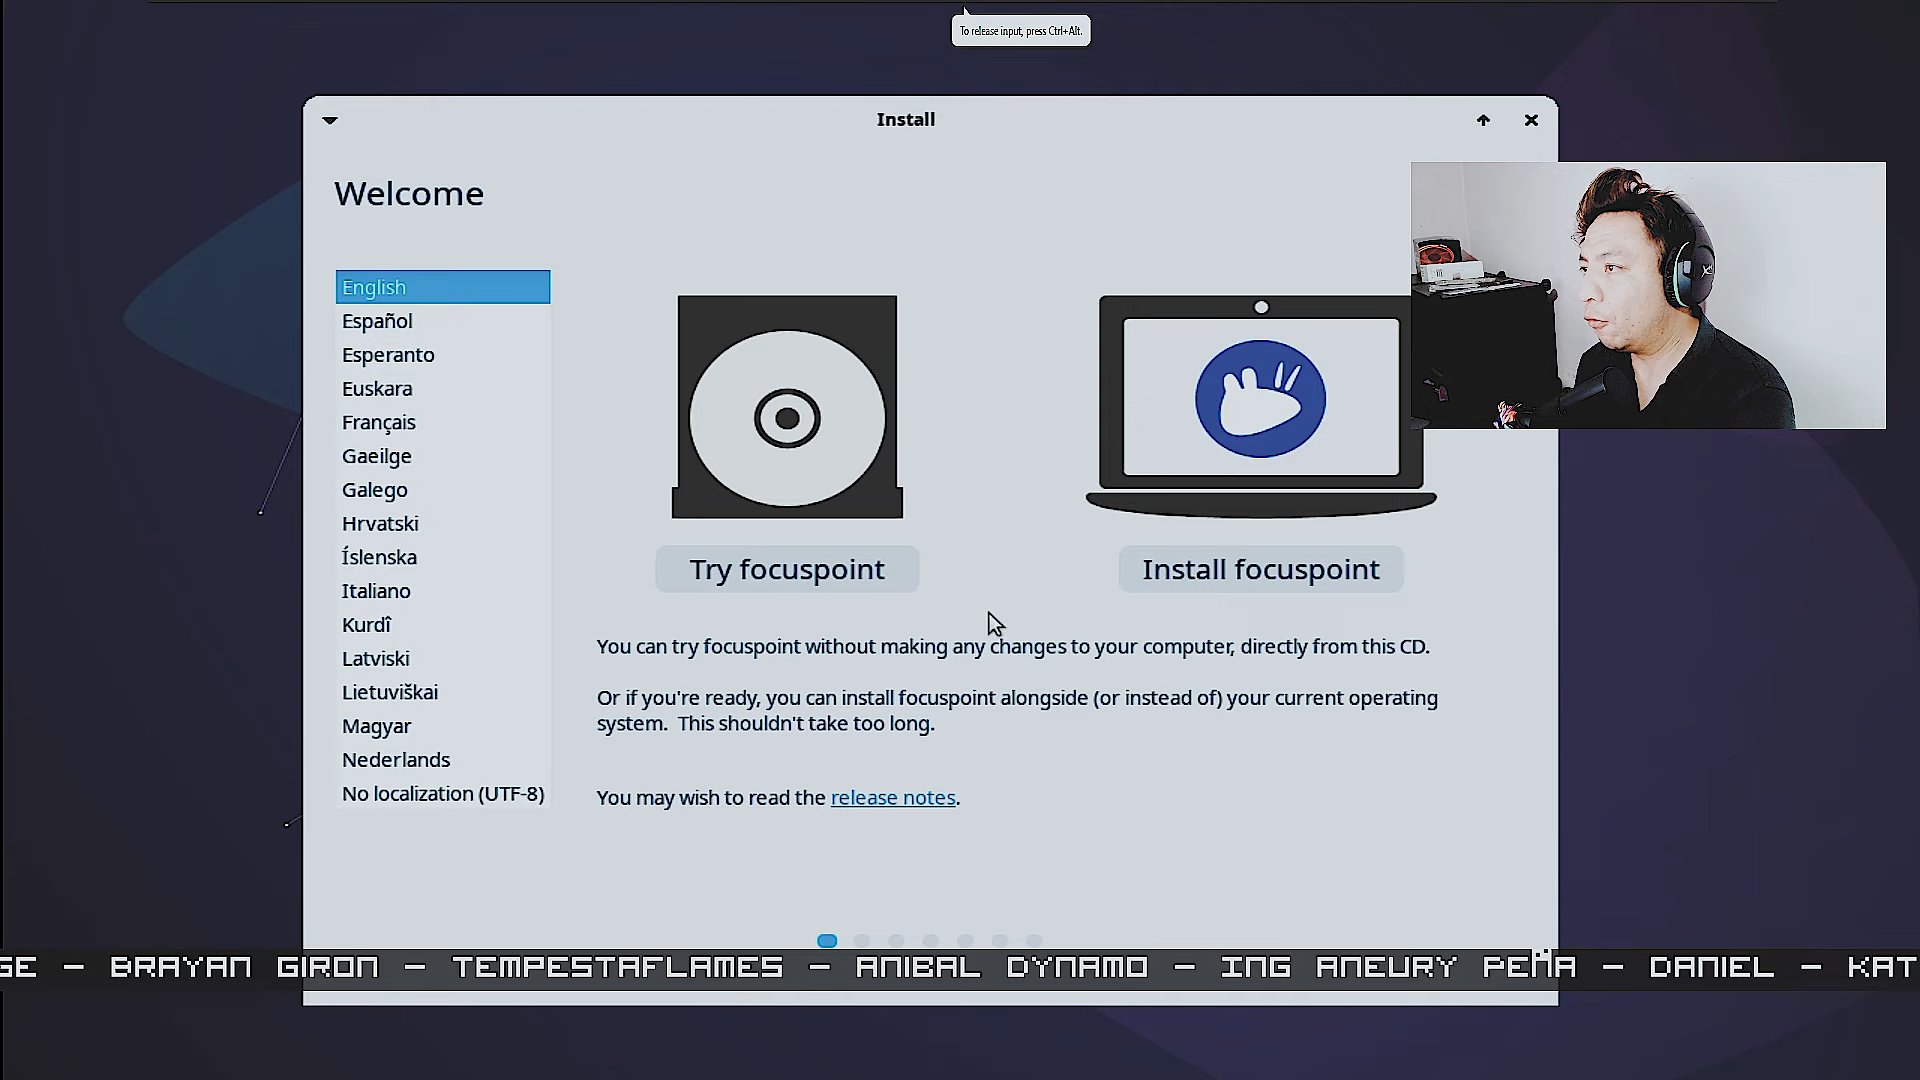 To release input, press Ctrl+Alt.
Install
Welcome
English
Español
Esperanto
Euskara
Français
Gaeilge
Galego
Hrvatski
Íslenska
Italiano
Kurdî
Latviski
Lietuviškai
Magyar
Nederlands
No localization (UTF-8)
Try focuspoint
Install focuspoint
You can try focuspoint without making any changes to your computer, directly from this CD.
Or if you're ready, you can install focuspoint alongside (or instead of) your current operating
system.  This shouldn't take too long.
You may wish to read the release notes.
GE - BRAYAN GIRON - TEMPESTAFLAMES - ANIBAL DYNAMO - ING ANEURY PEÑA - DANIEL - KAT